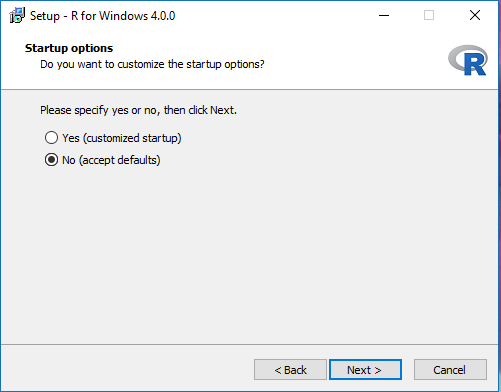 Setup - R for Windows 4.0.0
Startup options
Do you want to customize the startup options?
R
Please specify yes or no, then click Next.
Yes (customized startup)
No (accept defaults)
< Back
Next >
Cancel